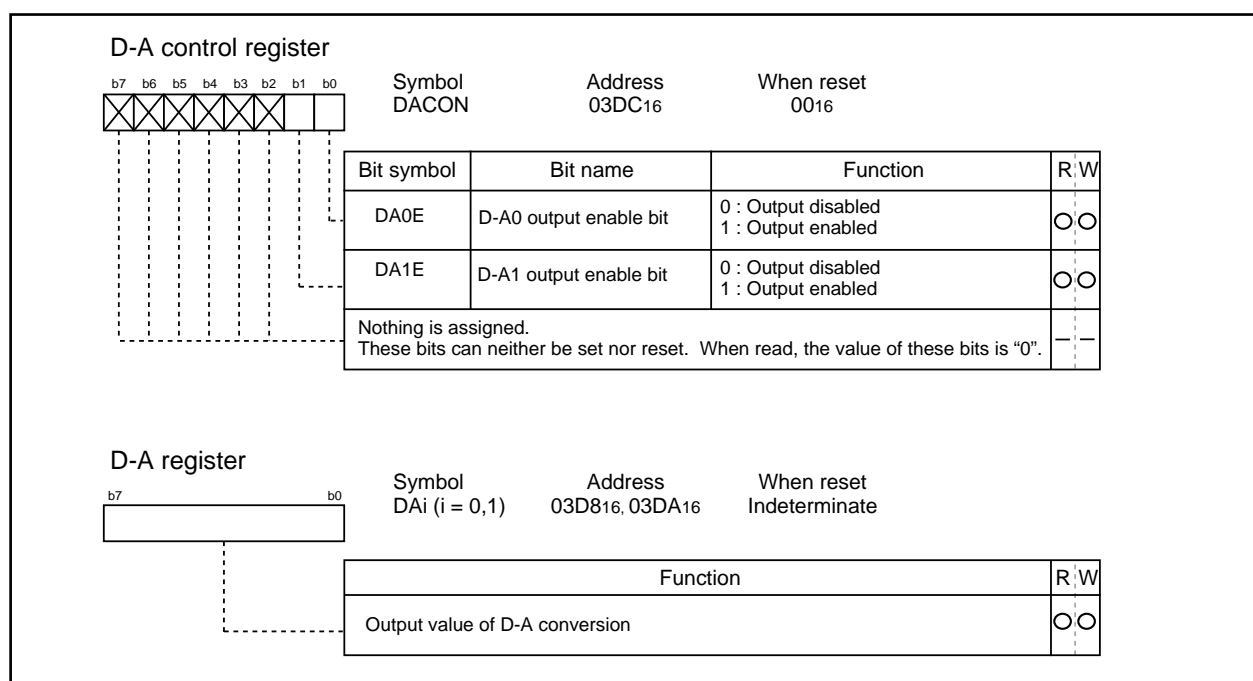 D-A control register
b7 b6 b5 b4 b3 b2 b1 b0
Symbol Address When reset
DACON 03DC16 0016
Bit symbol Bit name Function R W
DA0E D-A0 output enable bit 0 : Output disabled
1 : Output enabled
DA1E D-A1 output enable bit 0 : Output disabled
1 : Output enabled
Nothing is assigned.
These bits can neither be set nor reset. When read, the value of these bits is “0”.
D-A register
b7 b0
Symbol Address When reset
DAi (i = 0,1) 03D816, 03DA16 Indeterminate
Function R W
Output value of D-A conversion